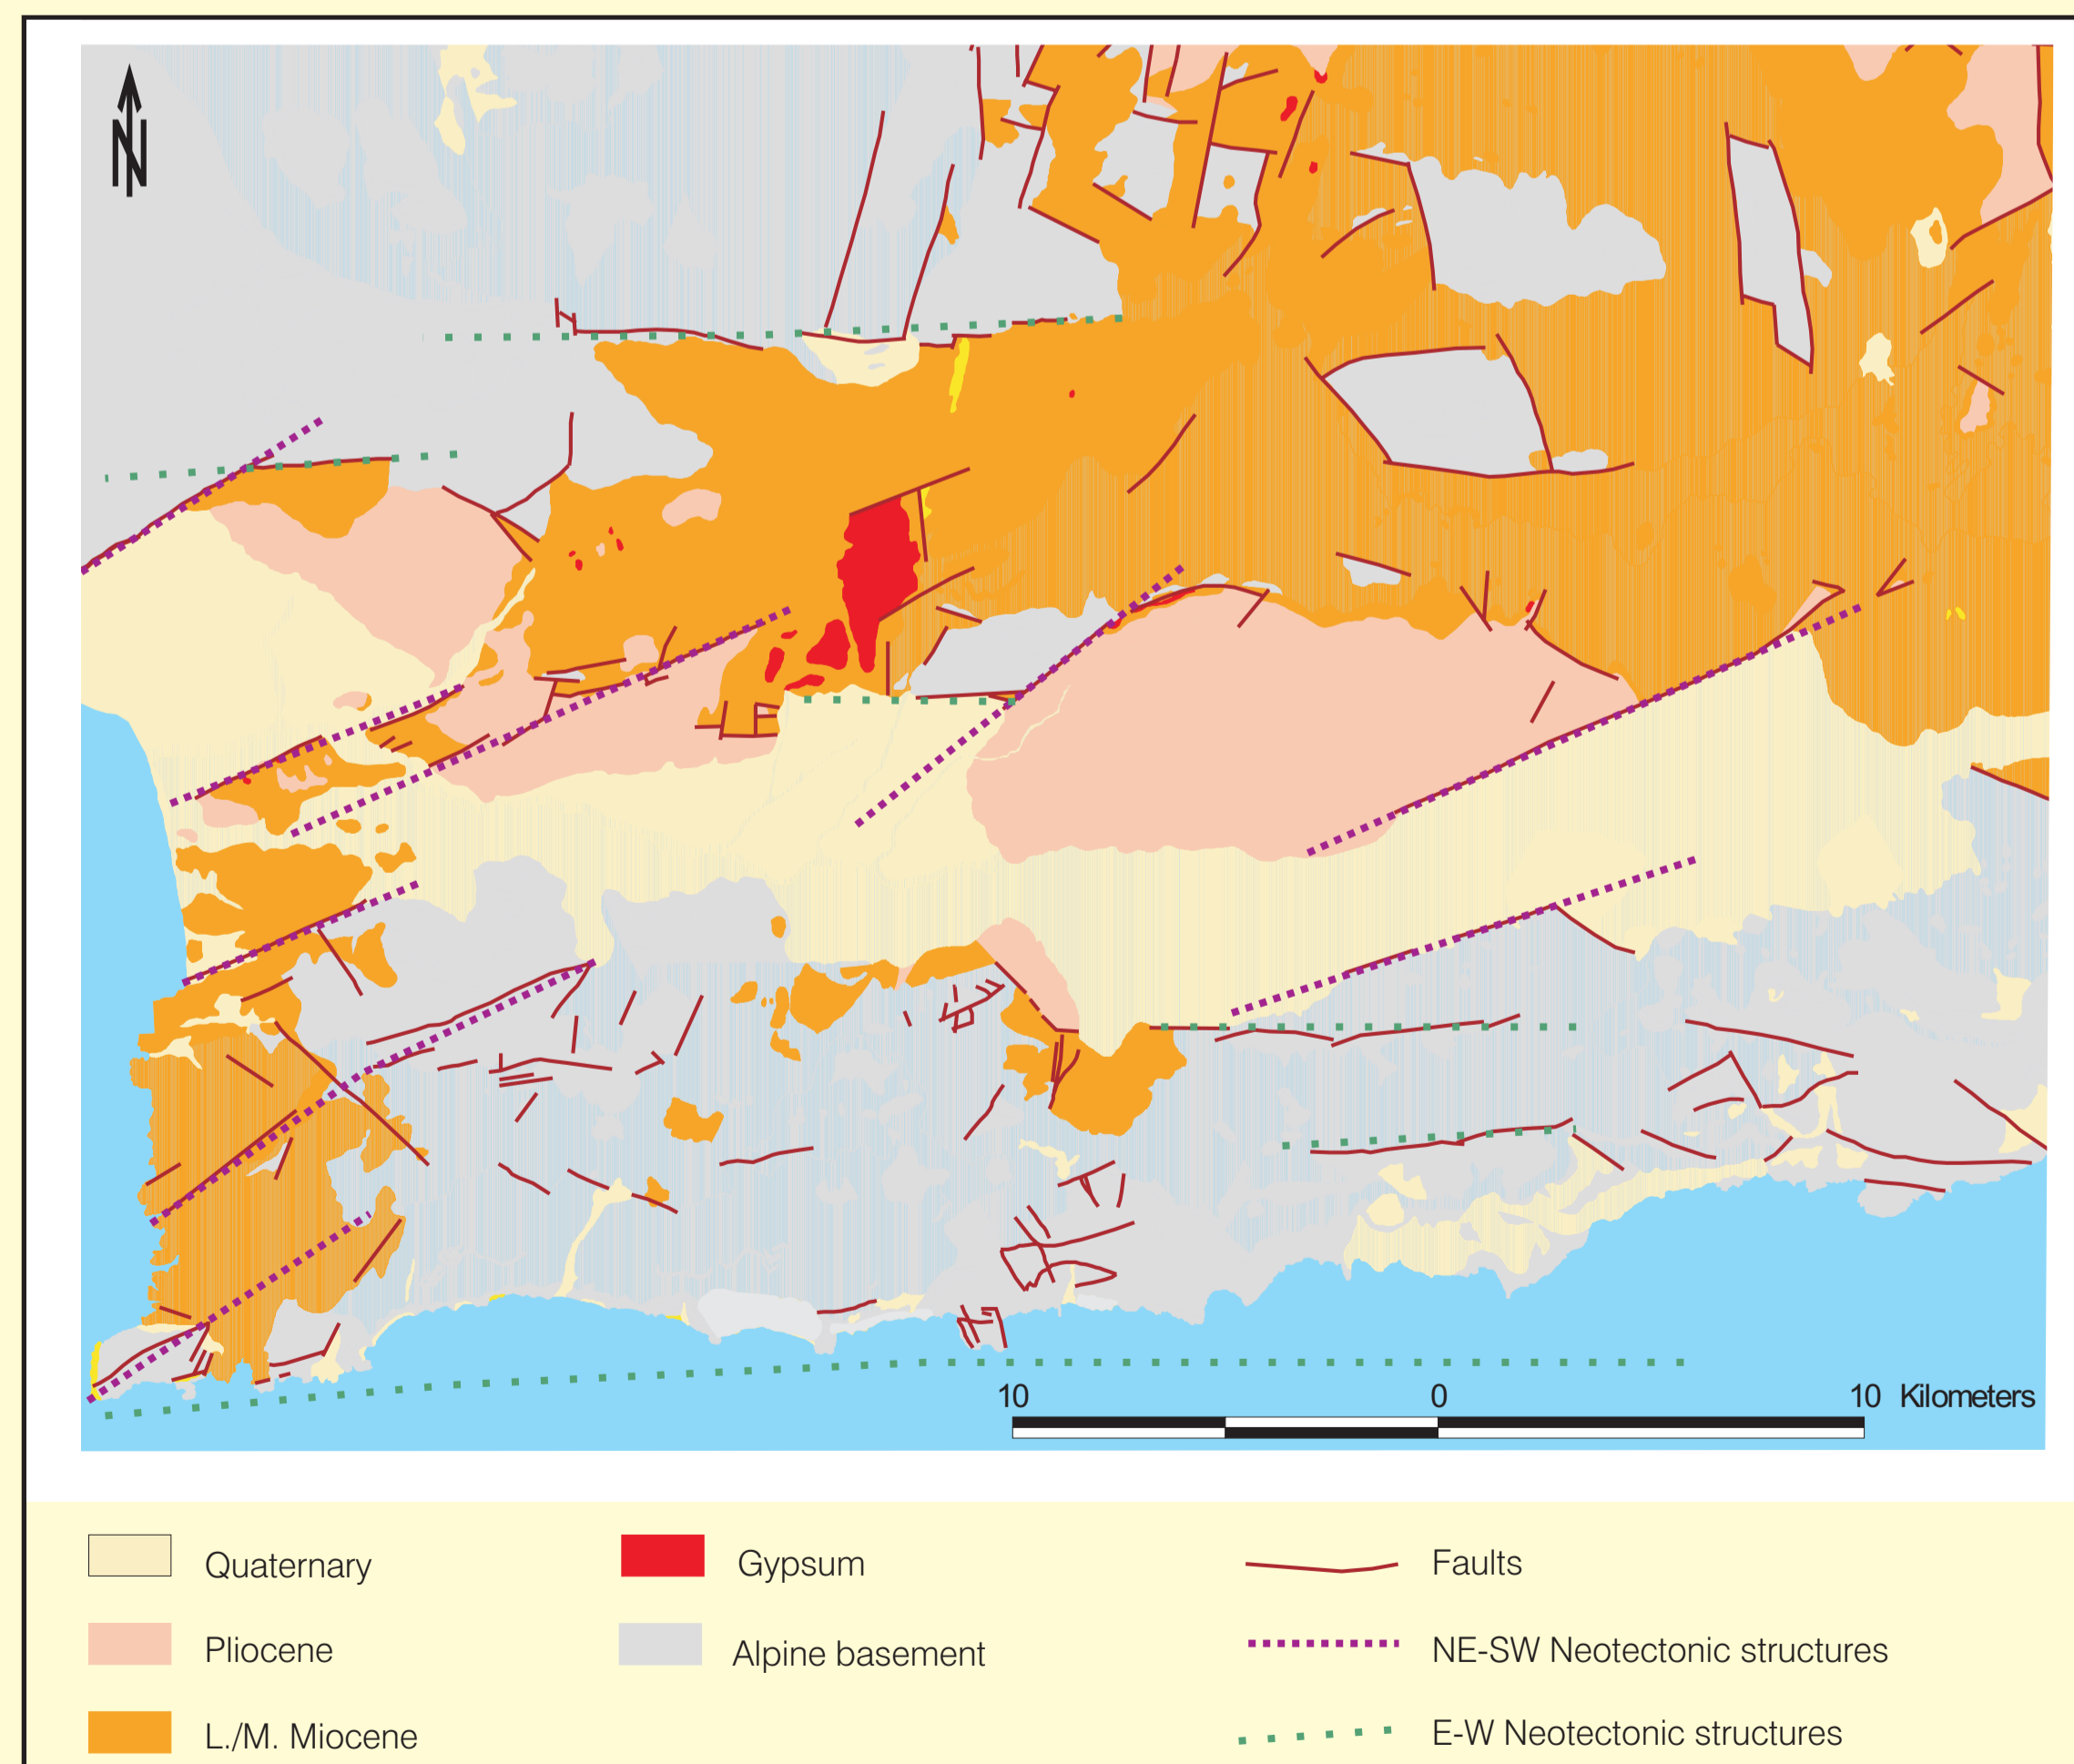 N
10 0 10 Kilometers
Quaternary
Gypsum
Faults
Pliocene
Alpine basement
NE-SW Neotectonic structures
L./M. Miocene
E-W Neotectonic structures